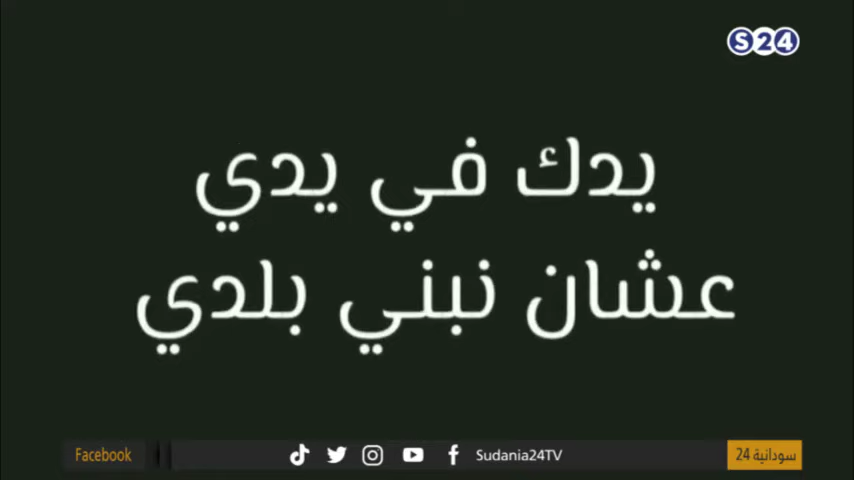 S24
يدك في يدي
عشان نبني بلدي
Facebook
Sudania24TV
سودانية 24